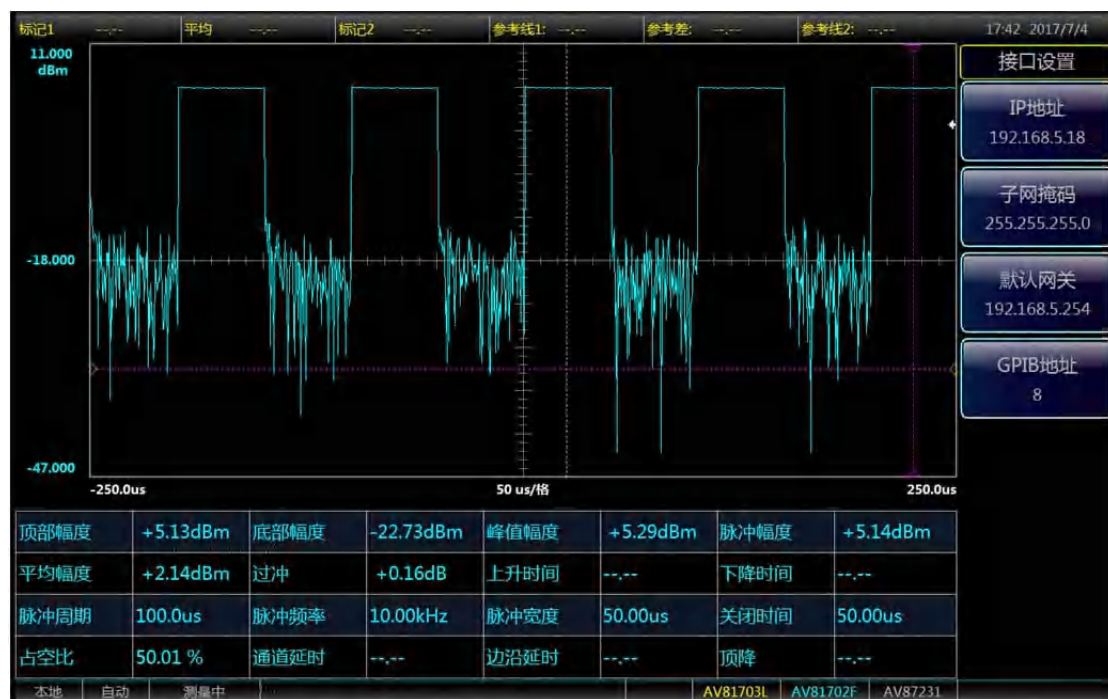 标记1 --.-- 平均 --.-- 标记2 --.-- 参考线1: --.-- 参考差: --.-- 参考线2: --.-- 17:42 2017/7/4
11.000
dBm
-18.000
-47.000
-250.0us 50 us/格 250.0us
接口设置
IP地址
192.168.5.18
子网掩码
255.255.255.0
默认网关
192.168.5.254
GPIB地址
8
顶部幅度 +5.13dBm 底部幅度 -22.73dBm 峰值幅度 +5.29dBm 脉冲幅度 +5.14dBm
平均幅度 +2.14dBm 过冲 +0.16dB 上升时间 --.-- 下降时间 --.--
脉冲周期 100.0us 脉冲频率 10.00kHz 脉冲宽度 50.00us 关闭时间 50.00us
占空比 50.01 % 通道延时 --.-- 边沿延时 --.-- 顶降 --.--
本地 自动 测量中 AV81703L AV81702F AV87231